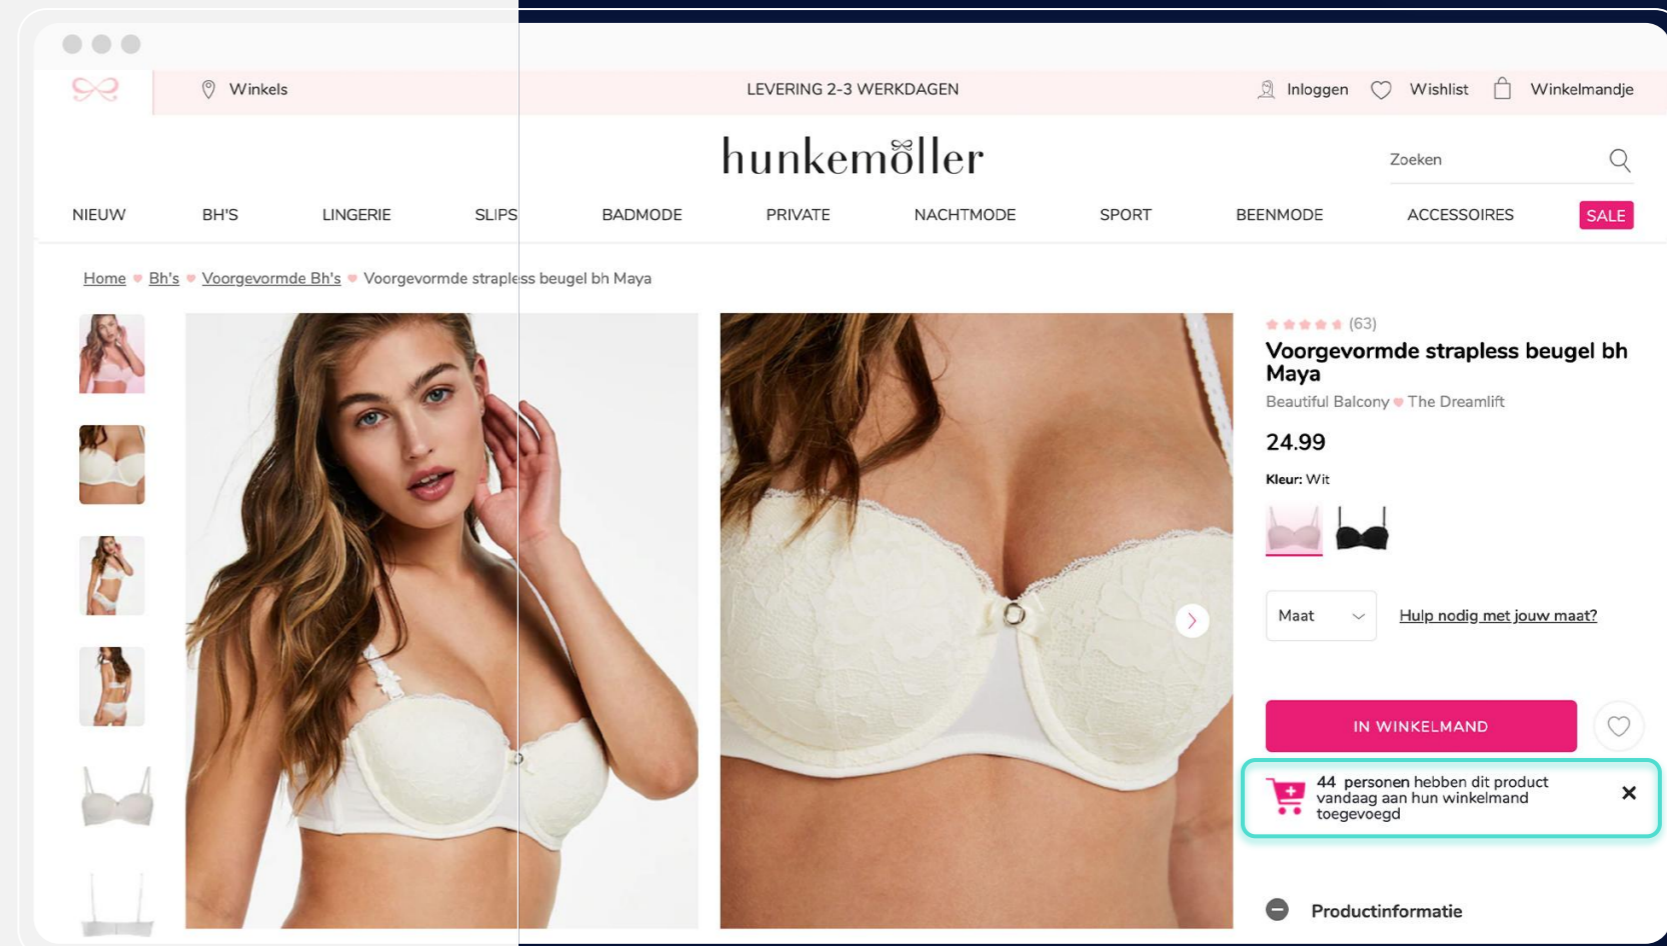 Winkels
LEVERING 2-3 WERKDAGEN
Inloggen
Wishlist
Winkelmandje
hunkemöller
Zoeken
NIEUW
BH'S
LINGERIE
SLIPS
BADMODE
PRIVATE
NACHTMODE
SPORT
BEENMODE
ACCESSOIRES
SALE
Home Bh's Voorgevormde Bh's Voorgevormde strapless beugel bh Maya
(63)
Voorgevormde strapless beugel bh
Maya
Beautiful Balcony The Dreamlift
24.99
Kleur: Wit
Maat
Hulp nodig met jouw maat?
IN WINKELMAND
44 personen hebben dit product
vandaag aan hun winkelmand
toegevoegd
Productinformatie